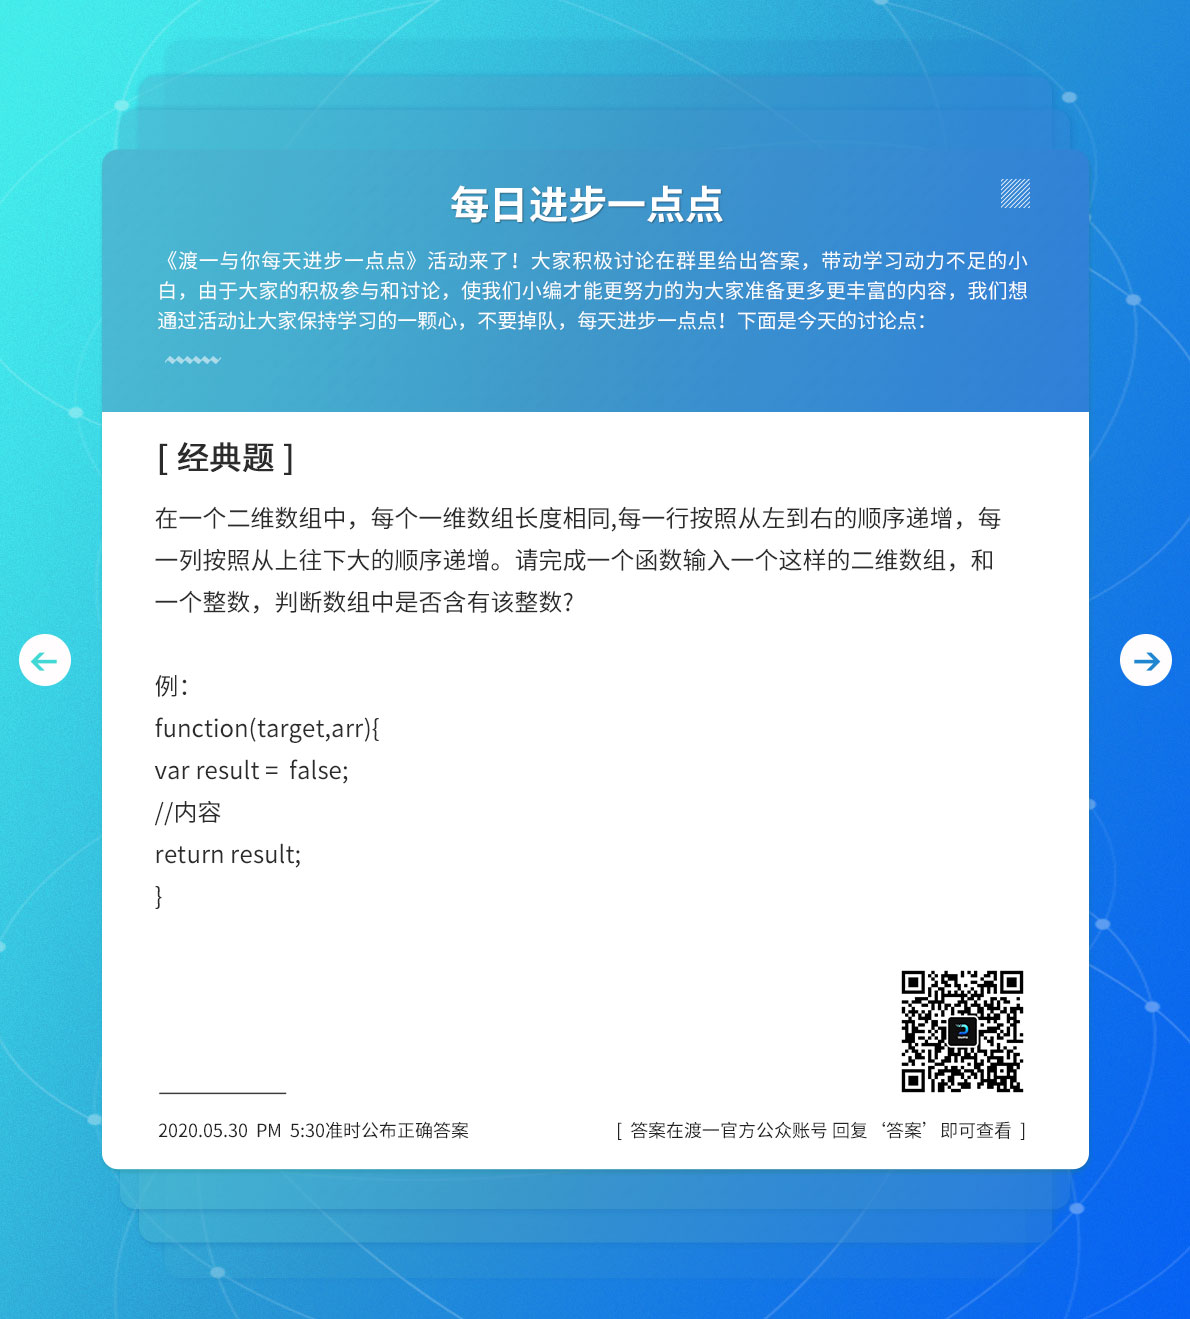 每日进步一点点
《渡一与你每天进步一点点》活动来了！大家积极讨论在群里给出答案，带动学习动力不足的小
白，由于大家的积极参与和讨论，使我们小编才能更努力的为大家准备更多更丰富的内容，我们想
通过活动让大家保持学习的一颗心，不要掉队，每天进步一点点！下面是今天的讨论点：
[ 经典题 ]
在一个二维数组中，每个一维数组长度相同,每一行按照从左到右的顺序递增，每
一列按照从上往下大的顺序递增。请完成一个函数输入一个这样的二维数组，和
一个整数，判断数组中是否含有该整数?
例：
function(target,arr){
var result = false;
//内容
return result;
}
2020.05.30 PM 5:30准时公布正确答案
[ 答案在渡一官方公众账号 回复 ‘答案’ 即可查看 ]